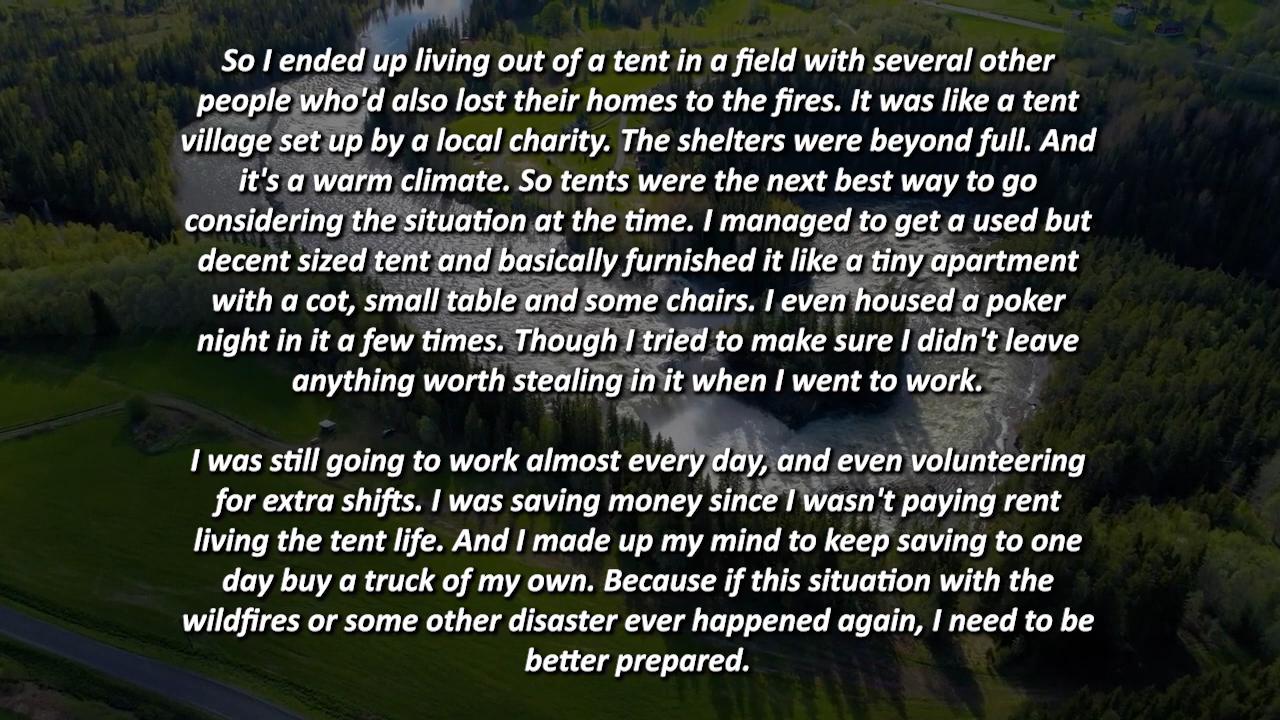 So I ended up living out of a tent in a field with several other
people who'd also lost their homes to the fires. It was like a tent
village set up by a local charity. The shelters were beyond full. And
it's a warm climate. So tents were the next best way to go
considering the situation at the time. I managed to get a used but
decent sized tent and basically furnished it like a tiny apartment
with a cot, small table and some chairs. I even housed a poker
night in it a few times. Though I tried to make sure I didn't leave
anything worth stealing in it when I went to work.
I was still going to work almost every day, and even volunteering
for extra shifts. I was saving money since I wasn't paying rent
living the tent life. And I made up my mind to keep saving to one
day buy a truck of my own. Because if this situation with the
wildfires or some other disaster ever happened again, I need to be
better prepared.